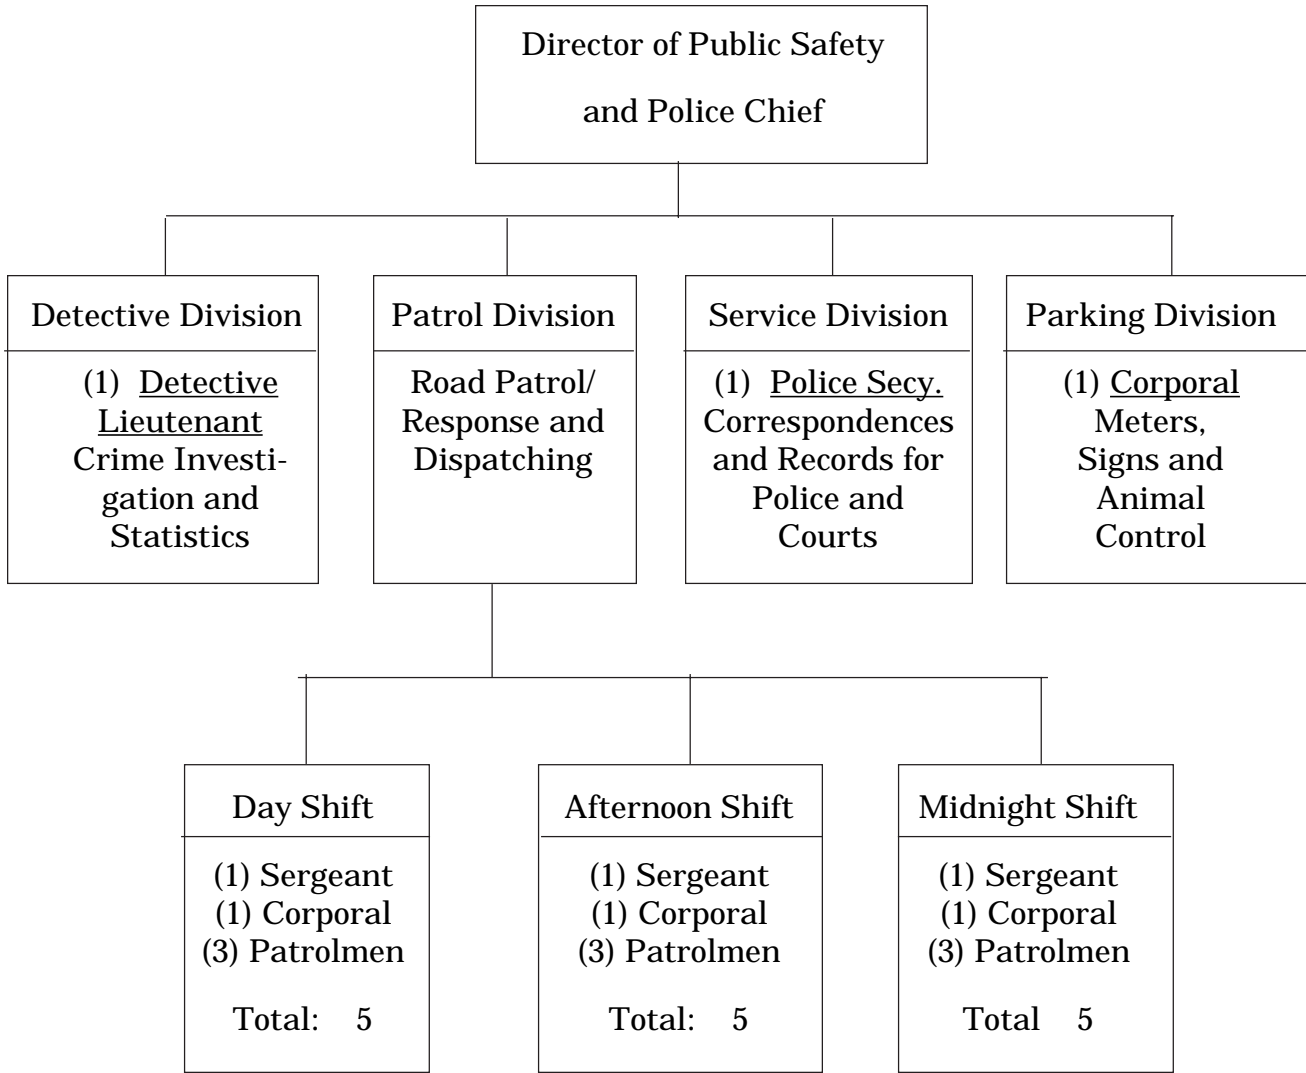 Director of Public Safety
and Police Chief
Detective Division
(1) Detective
Lieutenant
Crime Investi-
gation and
Statistics
Patrol Division
Road Patrol/
Response and
Dispatching
Service Division
(1) Police Secy.
Correspondences
and Records for
Police and
Courts
Parking Division
(1) Corporal
Meters,
Signs and
Animal
Control
Day Shift
(1) Sergeant
(1) Corporal
(3) Patrolmen
Total: 5
Afternoon Shift
(1) Sergeant
(1) Corporal
(3) Patrolmen
Total: 5
Midnight Shift
(1) Sergeant
(1) Corporal
(3) Patrolmen
Total 5